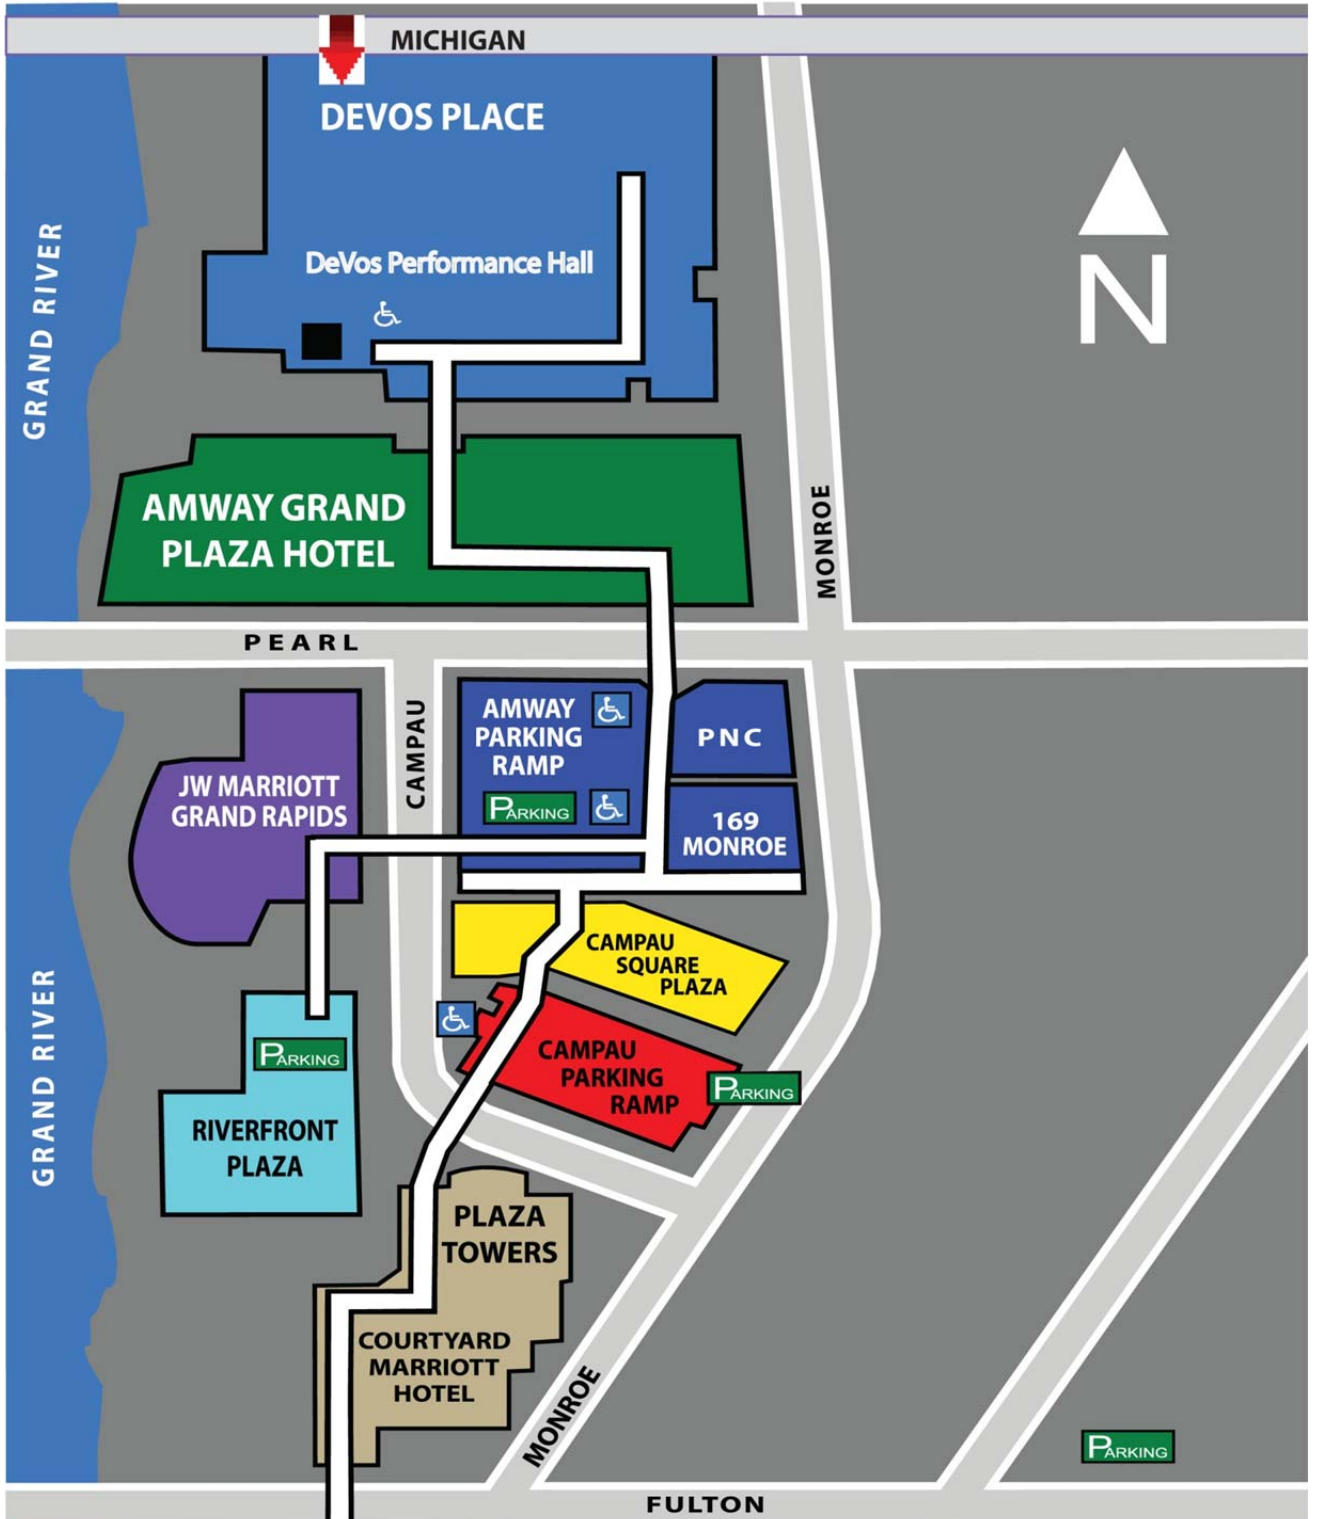 MICHIGAN
DEVOS PLACE
DeVos Performance Hall
GRAND RIVER
N
AMWAY GRAND
PLAZA HOTEL
MONROE
PEARL
CAMPAU
AMWAY
PARKING
RAMP
PARKING
PNC
169
MONROE
JW MARRIOTT
GRAND RAPIDS
CAMPAU
SQUARE
PLAZA
GRAND RIVER
PARKING
RIVERFRONT
PLAZA
CAMPAU
PARKING
RAMP
PARKING
PLAZA
TOWERS
COURTYARD
MARRIOTT
HOTEL
MONROE
PARKING
FULTON